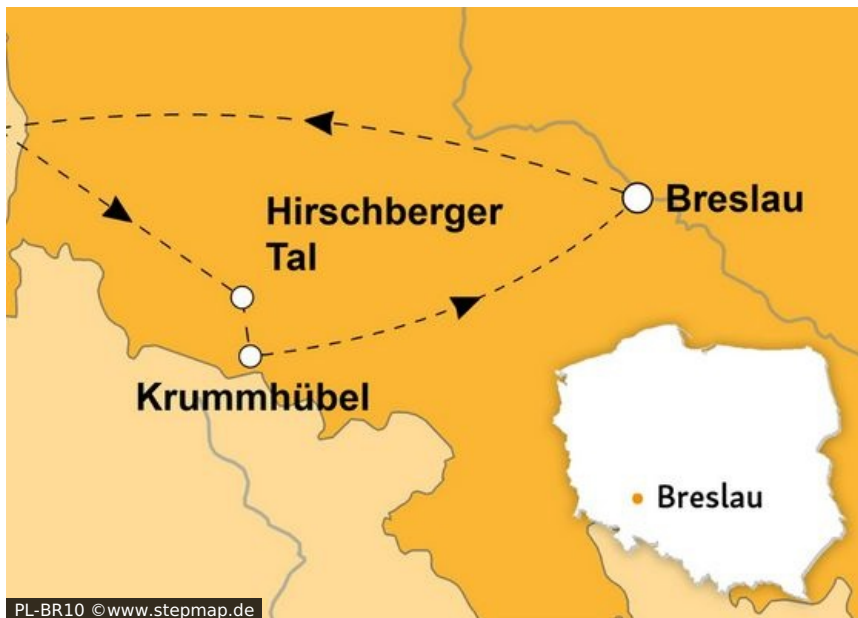 Breslau
Hirschberger
Tal
Krummhübel
Breslau
PL-BR10 ©www.stepmap.de